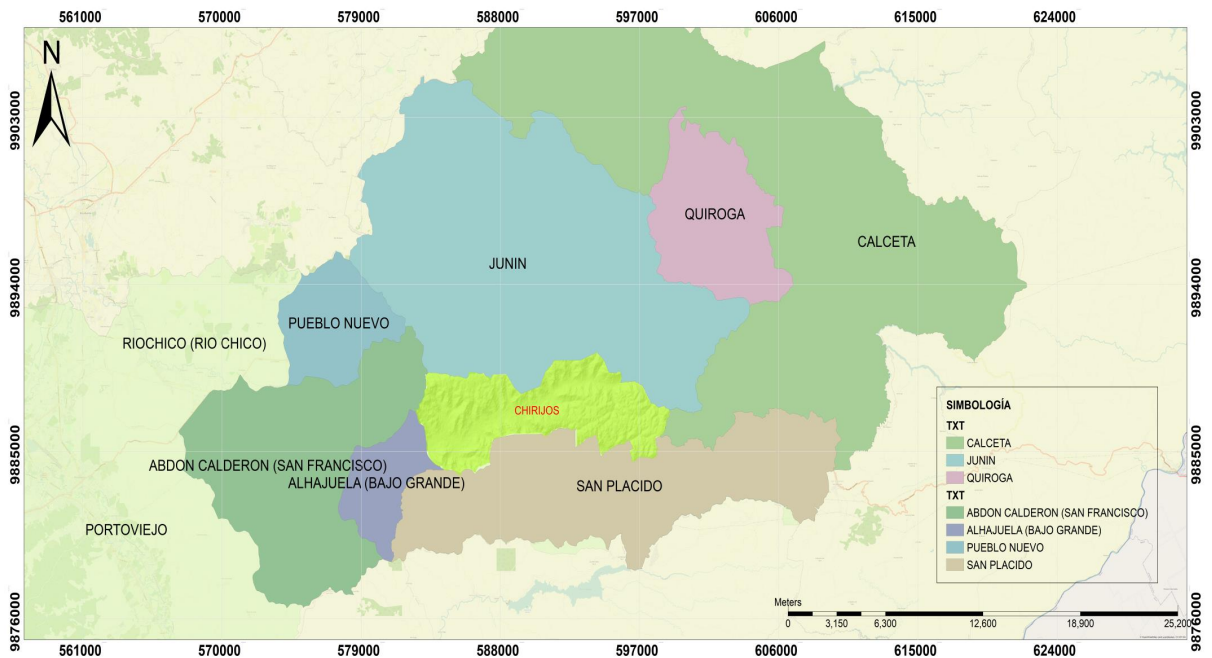 561000 570000 579000 588000 597000 606000 615000 624000
N
9903000 9903000
QUIROGA
CALCETA
JUNIN
9894000 9894000
PUEBLO NUEVO
RIOCHICO (RIO CHICO)
CHIRIJOS
SIMBOLOGÍA
TXT
CALCETA
JUNIN
QUIROGA
TXT
ABDON CALDERON (SAN FRANCISCO)
ALHAJUELA (BAJO GRANDE)
PUEBLO NUEVO
SAN PLACIDO
9885000 9885000
ABDON CALDERON (SAN FRANCISCO)
ALHAJUELA (BAJO GRANDE)
SAN PLACIDO
PORTOVIEJO
Meters
0 3,150 6,300 12,600 18,900 25,200
9876000 9876000
561000 570000 579000 588000 597000 606000 615000 624000